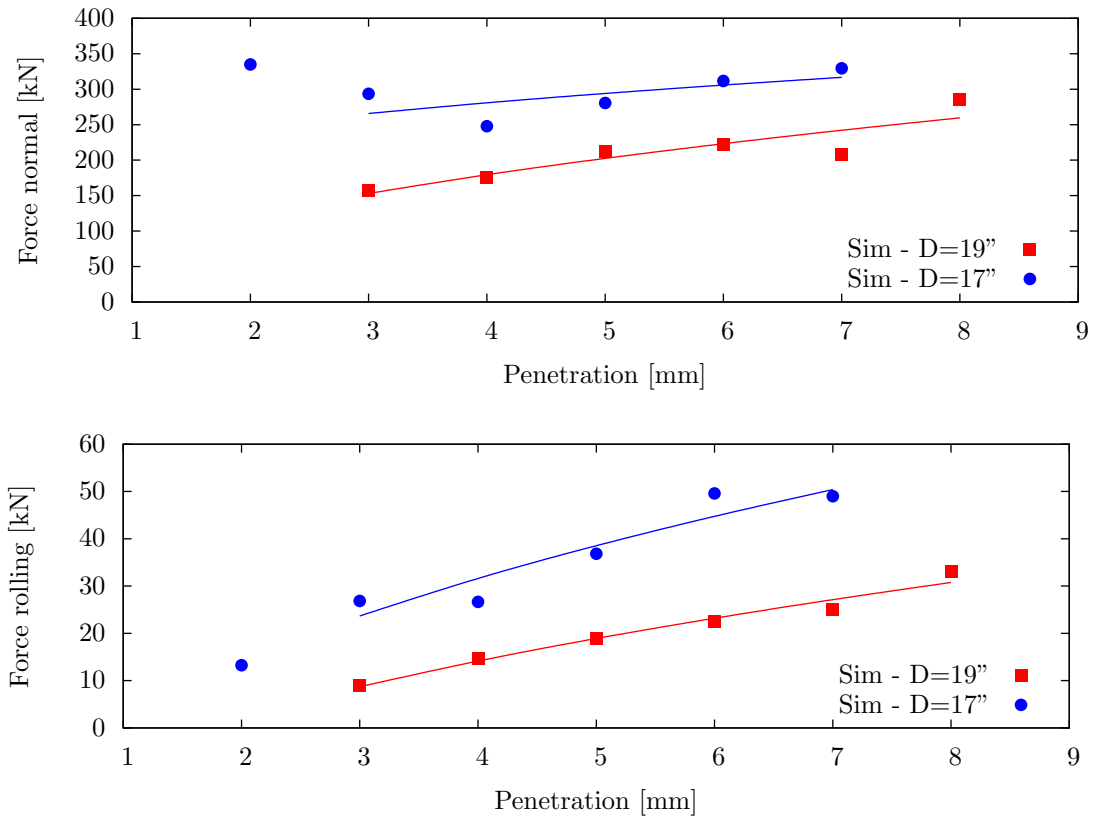 400
350
300
250
200
150
100
50
0
Force normal [kN]
Sim - D=19”
Sim - D=17”
1 2 3 4 5 6 7 8 9
Penetration [mm]
60
50
40
30
20
10
0
Force rolling [kN]
Sim - D=19”
Sim - D=17”
1 2 3 4 5 6 7 8 9
Penetration [mm]